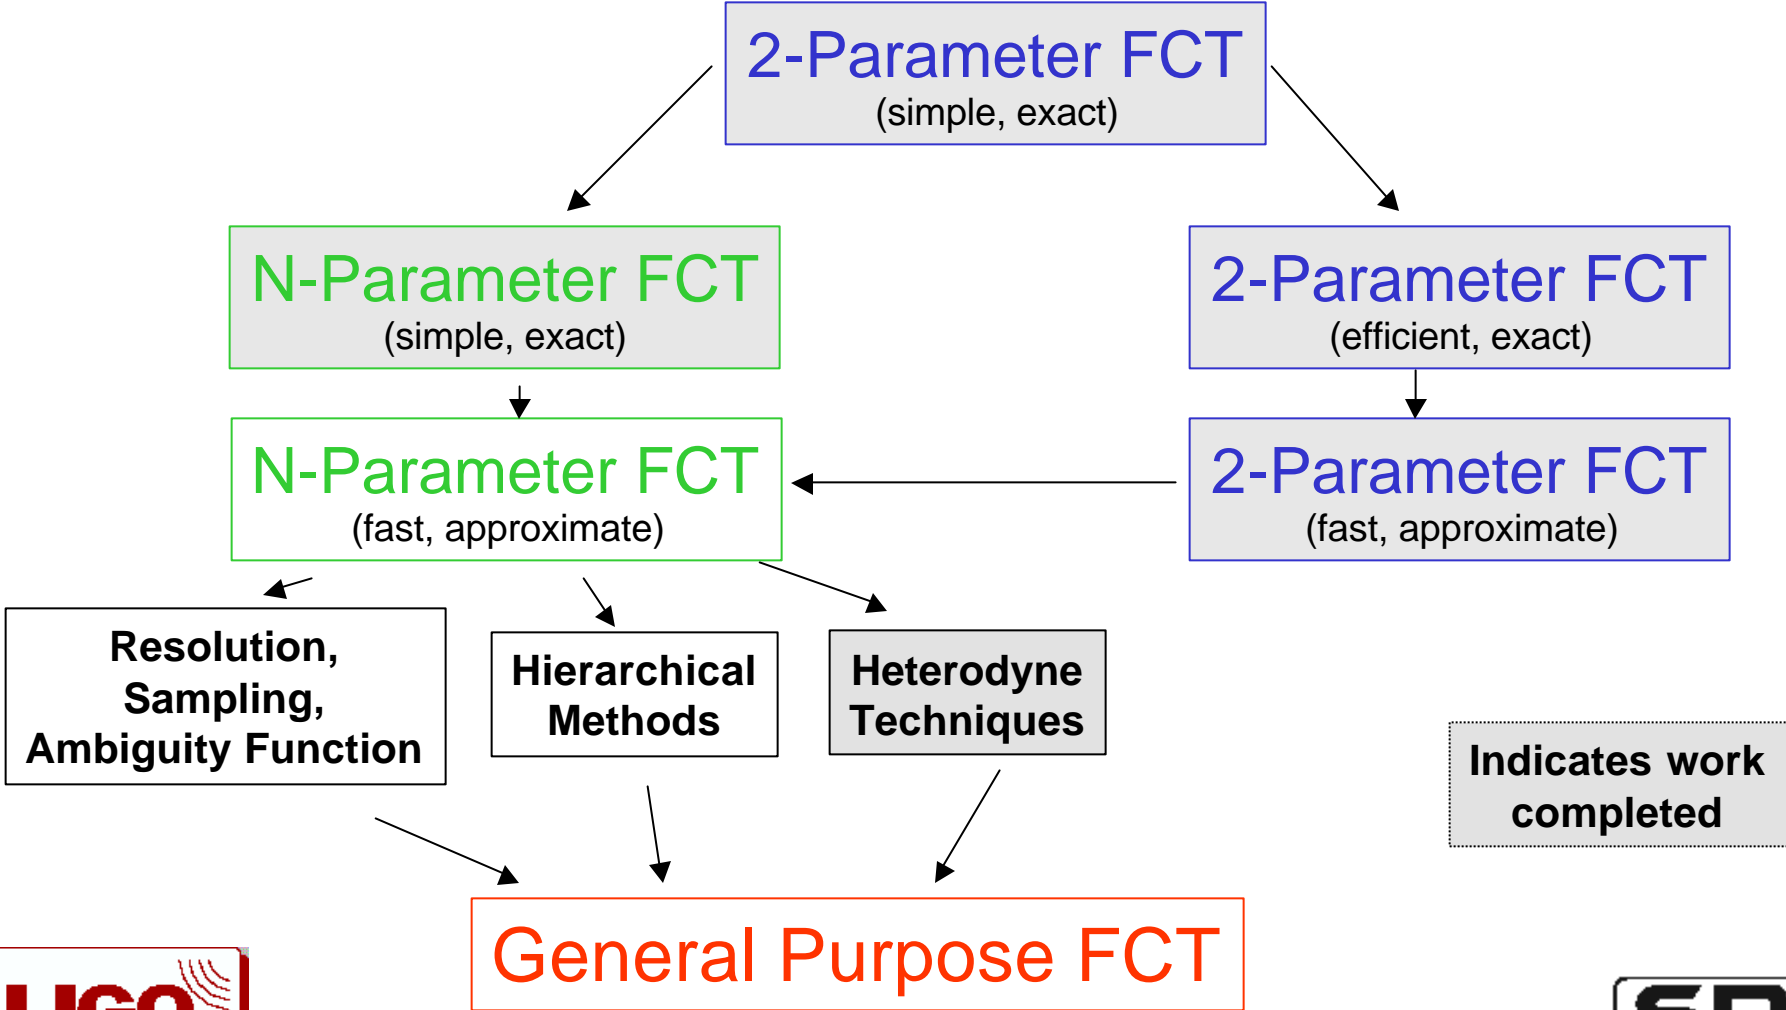 2-Parameter FCT
(simple, exact)
N-Parameter FCT
(simple, exact)
2-Parameter FCT
(efficient, exact)
N-Parameter FCT
(fast, approximate)
2-Parameter FCT
(fast, approximate)
Resolution,
Sampling,
Ambiguity Function
Hierarchical
Methods
Heterodyne
Techniques
Indicates work
completed
General Purpose FCT